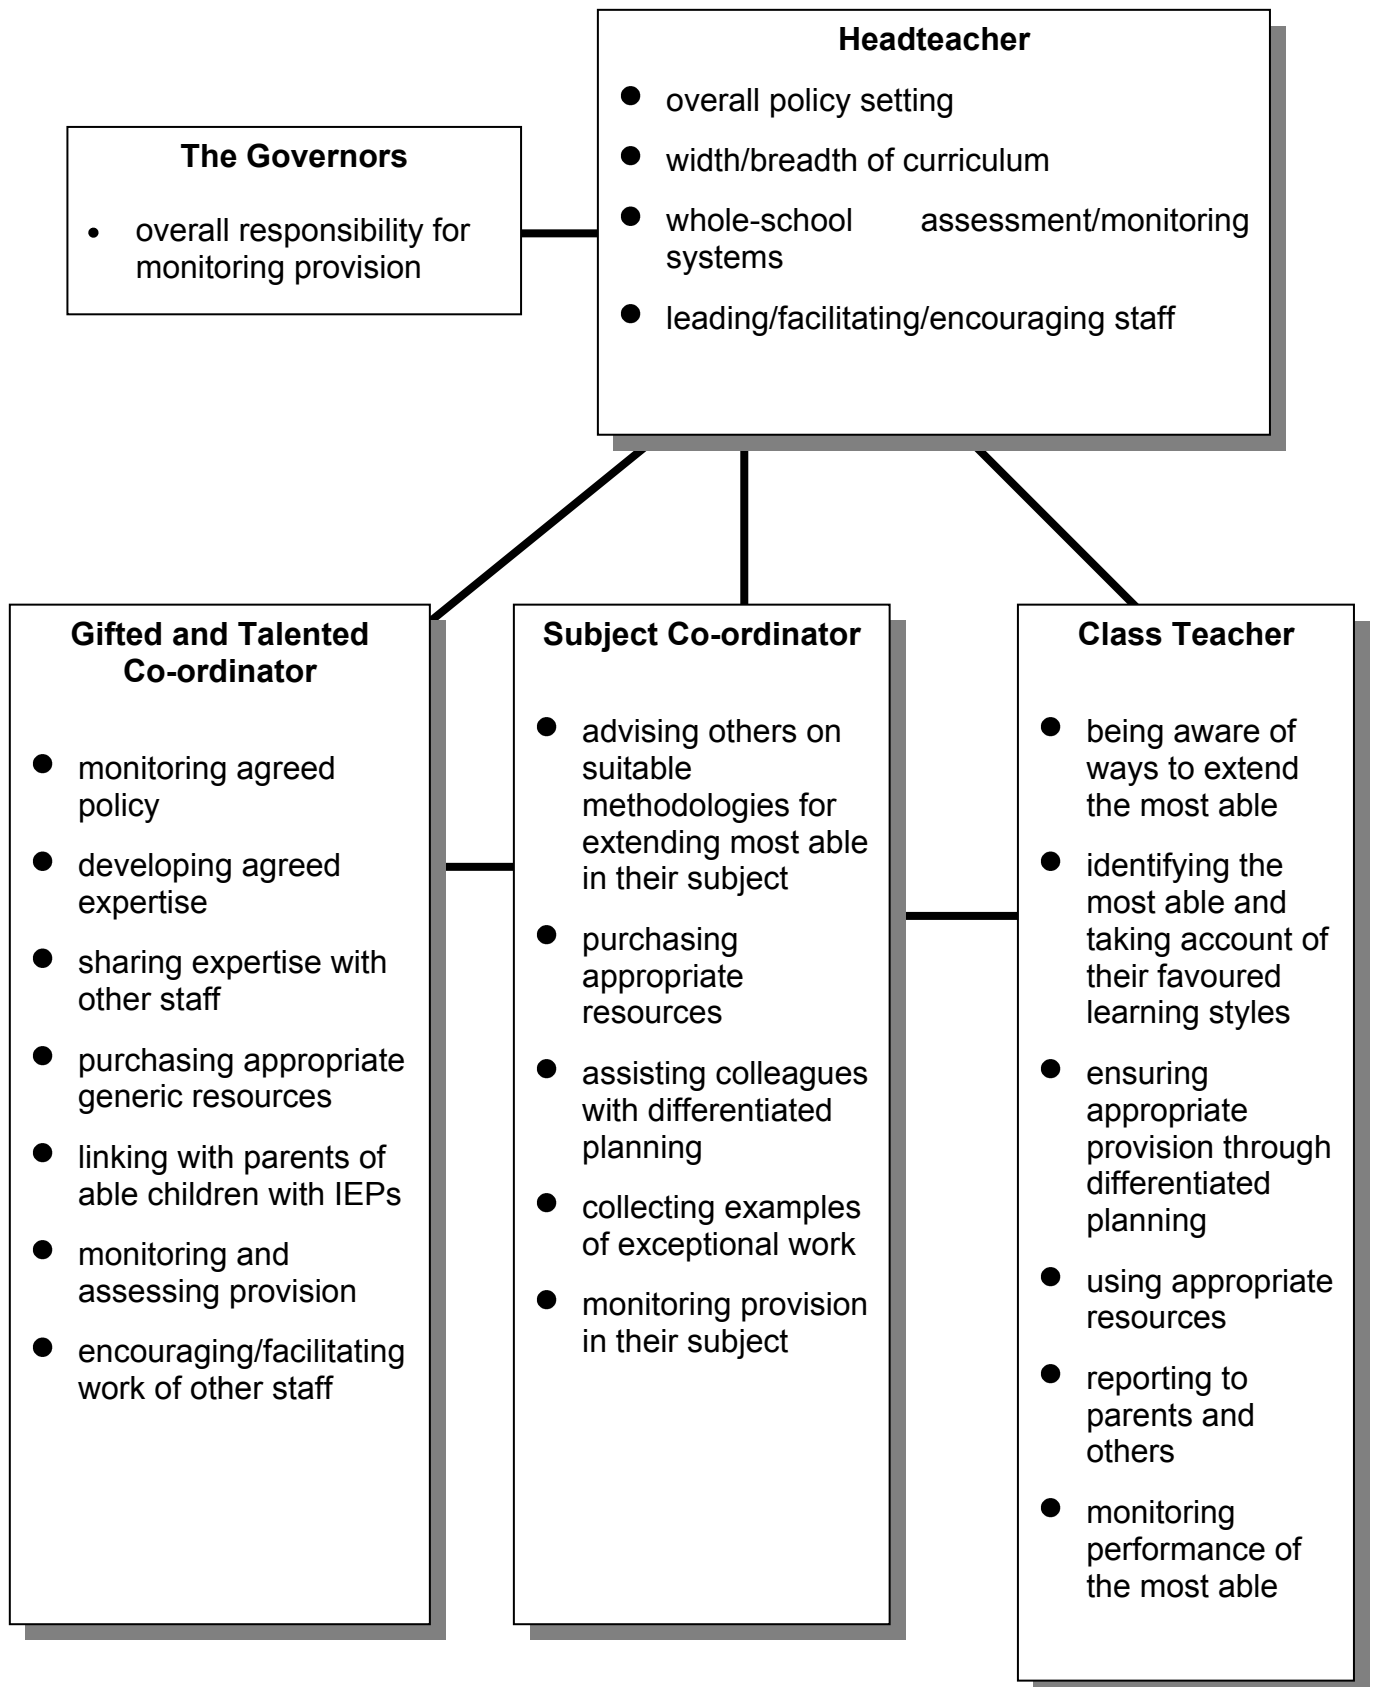 Headteacher
● overall policy setting
● width/breadth of curriculum
● whole-school assessment/monitoring
systems
● leading/facilitating/encouraging staff
The Governors
• overall responsibility for
monitoring provision
Gifted and Talented
Co-ordinator
● monitoring agreed
policy
● developing agreed
expertise
● sharing expertise with
other staff
● purchasing appropriate
generic resources
● linking with parents of
able children with IEPs
● monitoring and
assessing provision
● encouraging/facilitating
work of other staff
Subject Co-ordinator
● advising others on
suitable
methodologies for
extending most able
in their subject
● purchasing
appropriate
resources
● assisting colleagues
with differentiated
planning
● collecting examples
of exceptional work
● monitoring provision
in their subject
Class Teacher
● being aware of
ways to extend
the most able
● identifying the
most able and
taking account of
their favoured
learning styles
● ensuring
appropriate
provision through
differentiated
planning
● using appropriate
resources
● reporting to
parents and
others
● monitoring
performance of
the most able